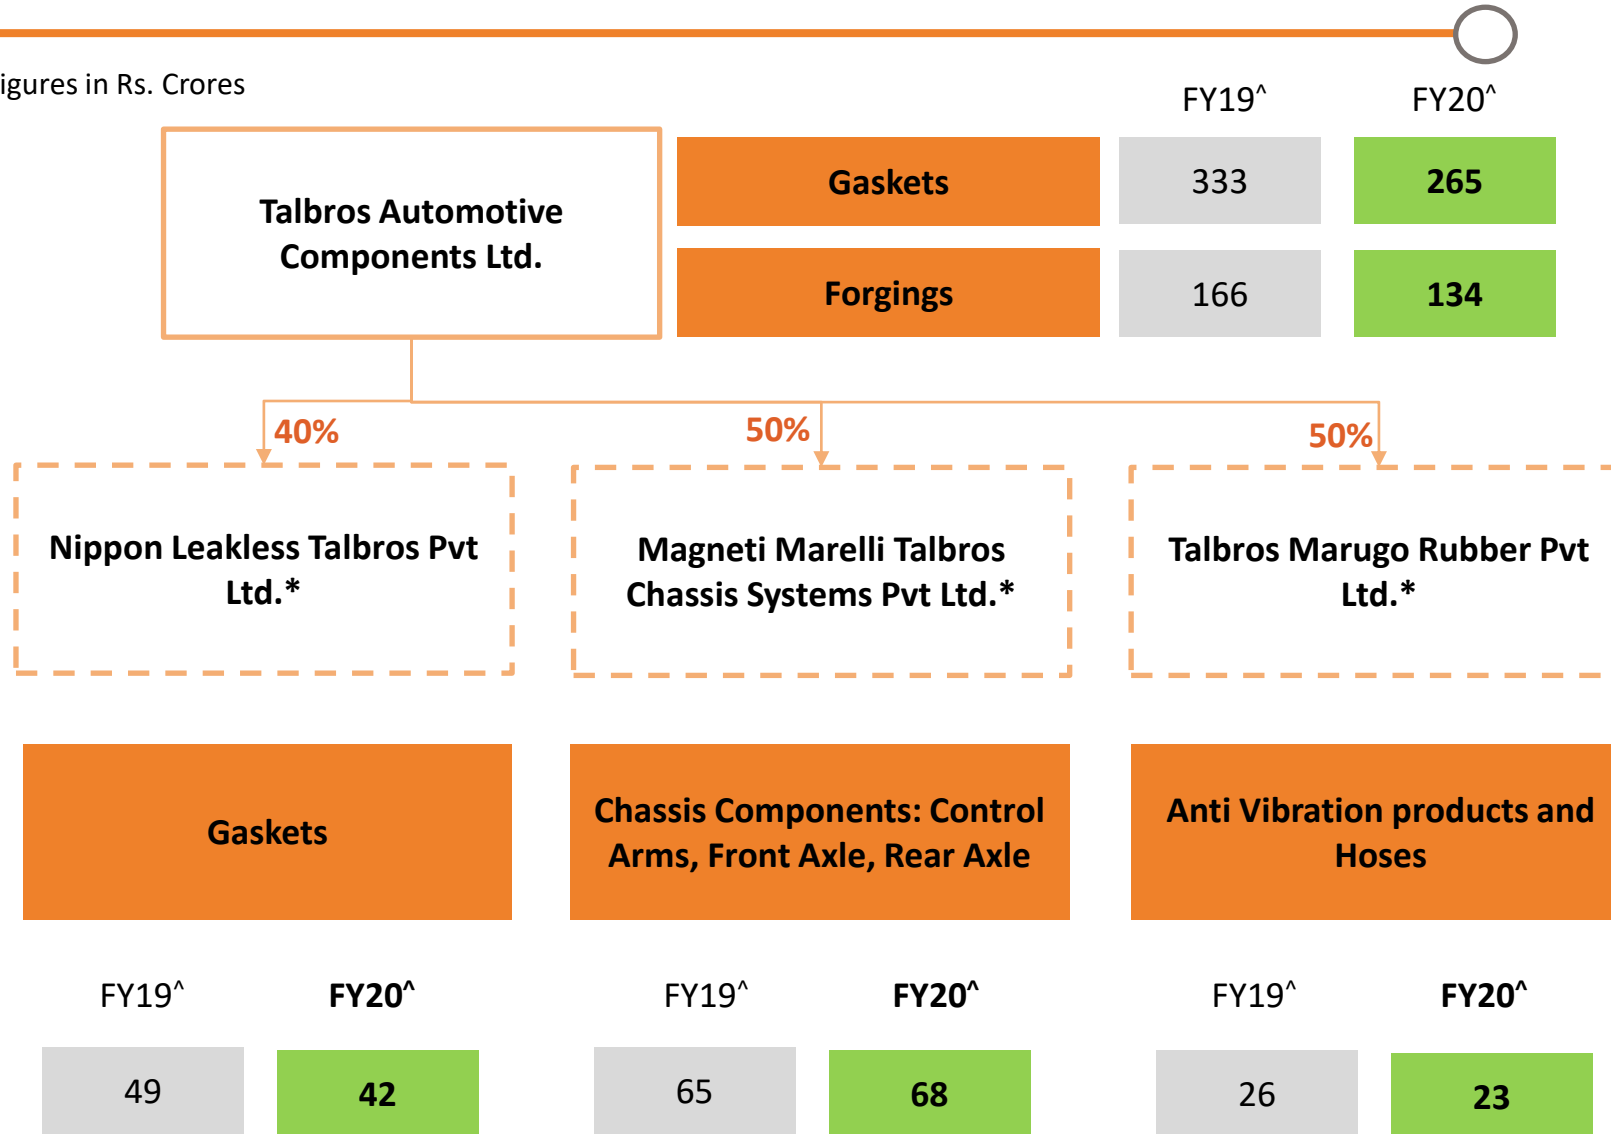 igures in Rs. Crores
FY19^ FY20^
Talbros Automotive
Components Ltd.
Gaskets 333 265
Forgings 166 134
40% 50% 50%
Nippon Leakless Talbros Pvt
Ltd.*
Magneti Marelli Talbros
Chassis Systems Pvt Ltd.*
Talbros Marugo Rubber Pvt
Ltd.*
Gaskets
Chassis Components: Control
Arms, Front Axle, Rear Axle
Anti Vibration products and
Hoses
FY19^ FY20^ FY19^ FY20^ FY19^ FY20^
49 42 65 68 26 23